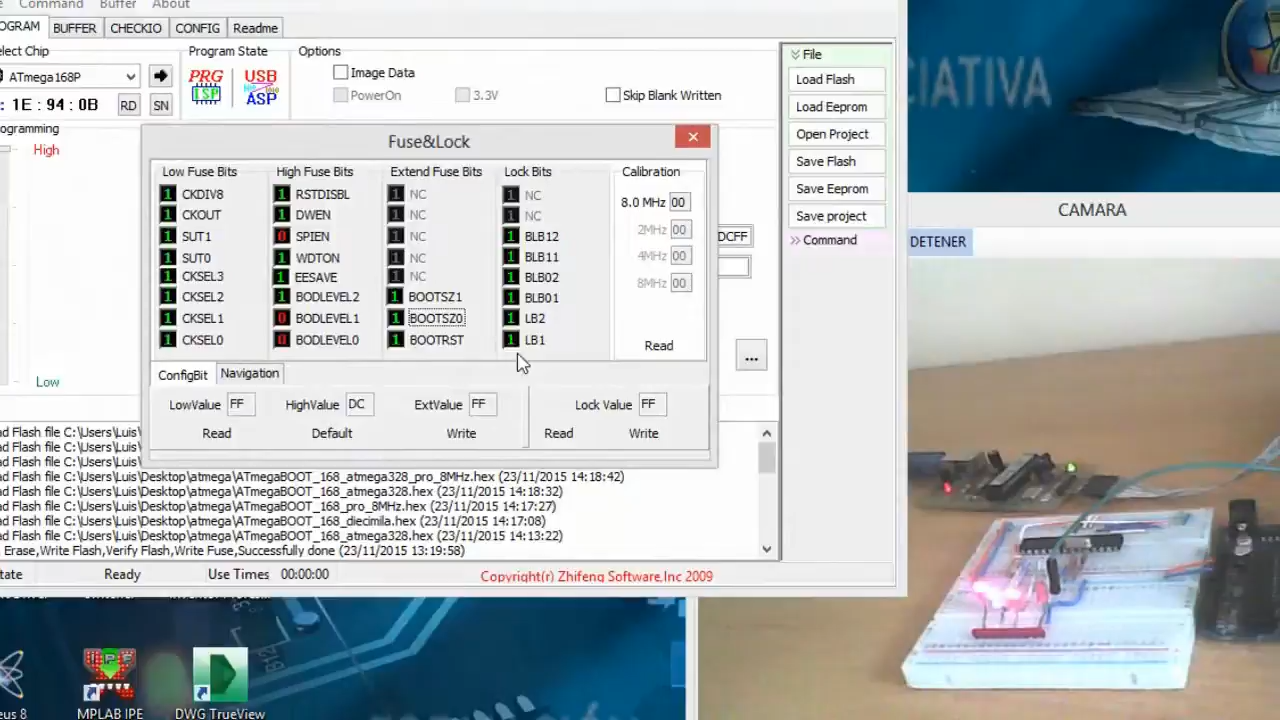 Command Buffer About
BUFFER CHECKIO CONFIG Readme
Program State Options
ATmega168P PRG ISP USB ASP Image Data
PowerOn 3.3V Skip Blank Written
: 1E : 94 : 0B RD SN
High
Low
Fuse&Lock
Low Fuse Bits High Fuse Bits Extend Fuse Bits Lock Bits Calibration
1 CKDIV8 1 RSTDISBL 1 NC 1 NC 8.0 MHz 00
1 CKOUT 1 DWEN 1 NC 1 NC 2MHz 00
1 SUT1 0 SPIEN 1 NC 1 BLB12 4MHz 00
1 SUT0 1 WDTON 1 NC 1 BLB11 8MHz 00
1 CKSEL3 1 EESAVE 1 NC 1 BLB02
1 CKSEL2 1 BODLEVEL2 1 BOOTSZ1 1 BLB01
1 CKSEL1 0 BODLEVEL1 1 BOOTSZ0 1 LB2
1 CKSEL0 0 BODLEVEL0 1 BOOTRST 1 LB1 Read
ConfigBit Navigation
LowValue FF HighValue DC ExtValue FF Lock Value FF
Read Default Write Read Write
DCFF
...
File
Load Flash
Load Eeprom
Open Project
Save Flash
Save Eeprom
Save project
Command
ad Flash file C:\Users\Luis\Desktop\atmega\ATmegaBOOT_168_atmega328_pro_8MHz.hex (23/11/2015 14:18:42)
ad Flash file C:\Users\Luis\Desktop\atmega\ATmegaBOOT_168_atmega328.hex (23/11/2015 14:18:32)
ad Flash file C:\Users\Luis\Desktop\atmega\ATmegaBOOT_168_pro_8MHz.hex (23/11/2015 14:17:27)
ad Flash file C:\Users\Luis\Desktop\atmega\ATmegaBOOT_168_diecimila.hex (23/11/2015 14:17:08)
ad Flash file C:\Users\Luis\Desktop\atmega\ATmegaBOOT_168_atmega328.hex (23/11/2015 14:13:22)
Erase,Write Flash,Verify Flash,Write Fuse,Successfully done (23/11/2015 13:19:58)
Ready Use Times 00:00:00 Copyright(r) Zhifeng Software,Inc 2009
CIATIVA
CAMARA
DETENER
MPLAB IPE DWG TrueView